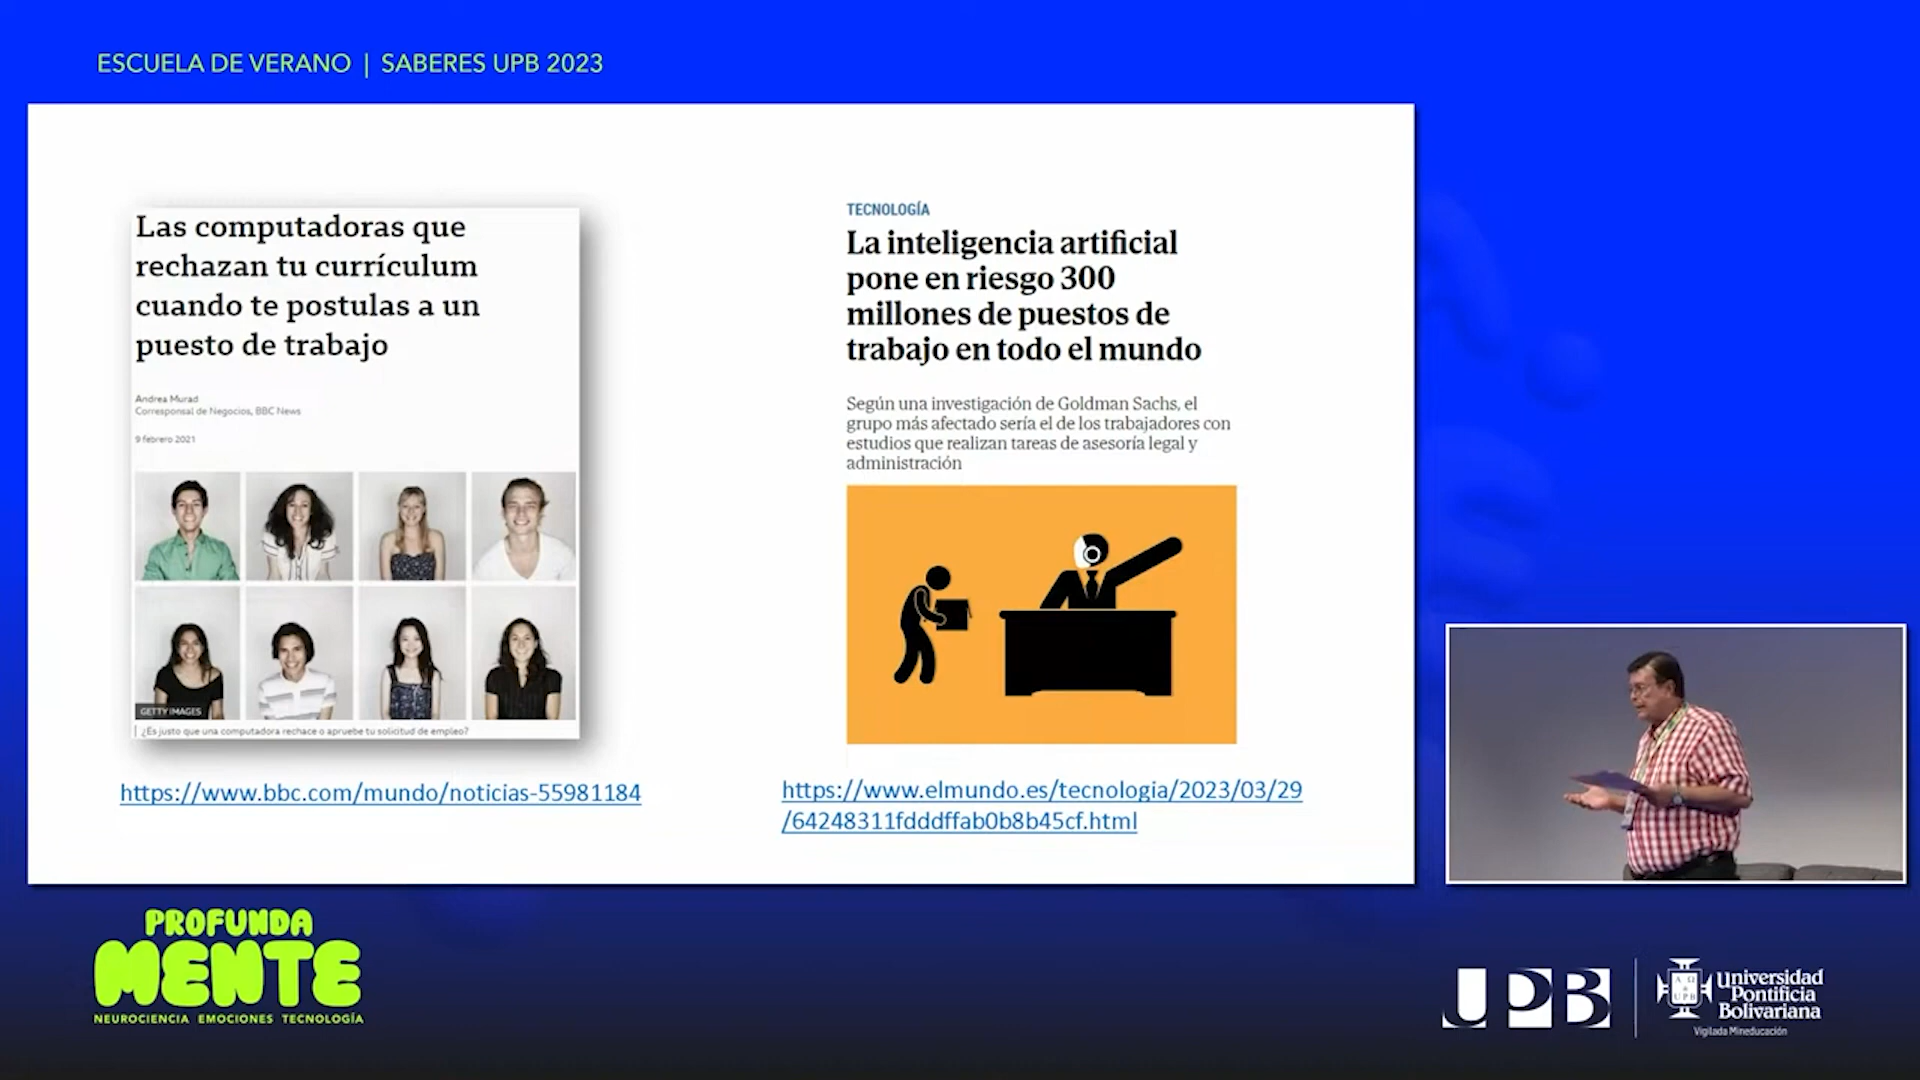 ESCUELA DE VERANO | SABERES UPB 2023
Las computadoras que
rechazan tu currículum
cuando te postulas a un
puesto de trabajo
Andrea Murad
Corresponsal de Negocios, BBC News
9 febrero 2021
GETTY IMAGES
¿Es justo que una computadora rechace o apruebe tu solicitud de empleo?
https://www.bbc.com/mundo/noticias-55981184
TECNOLOGÍA
La inteligencia artificial
pone en riesgo 300
millones de puestos de
trabajo en todo el mundo
Según una investigación de Goldman Sachs, el
grupo más afectado sería el de los trabajadores con
estudios que realizan tareas de asesoría legal y
administración
https://www.elmundo.es/tecnologia/2023/03/29
/64248311fdddffab0b8b45cf.html
PROFUNDA
MENTE
NEUROCIENCIA EMOCIONES TECNOLOGÍA
UPB
Universidad
Pontificia
Bolivariana
Vigilada Mineducación